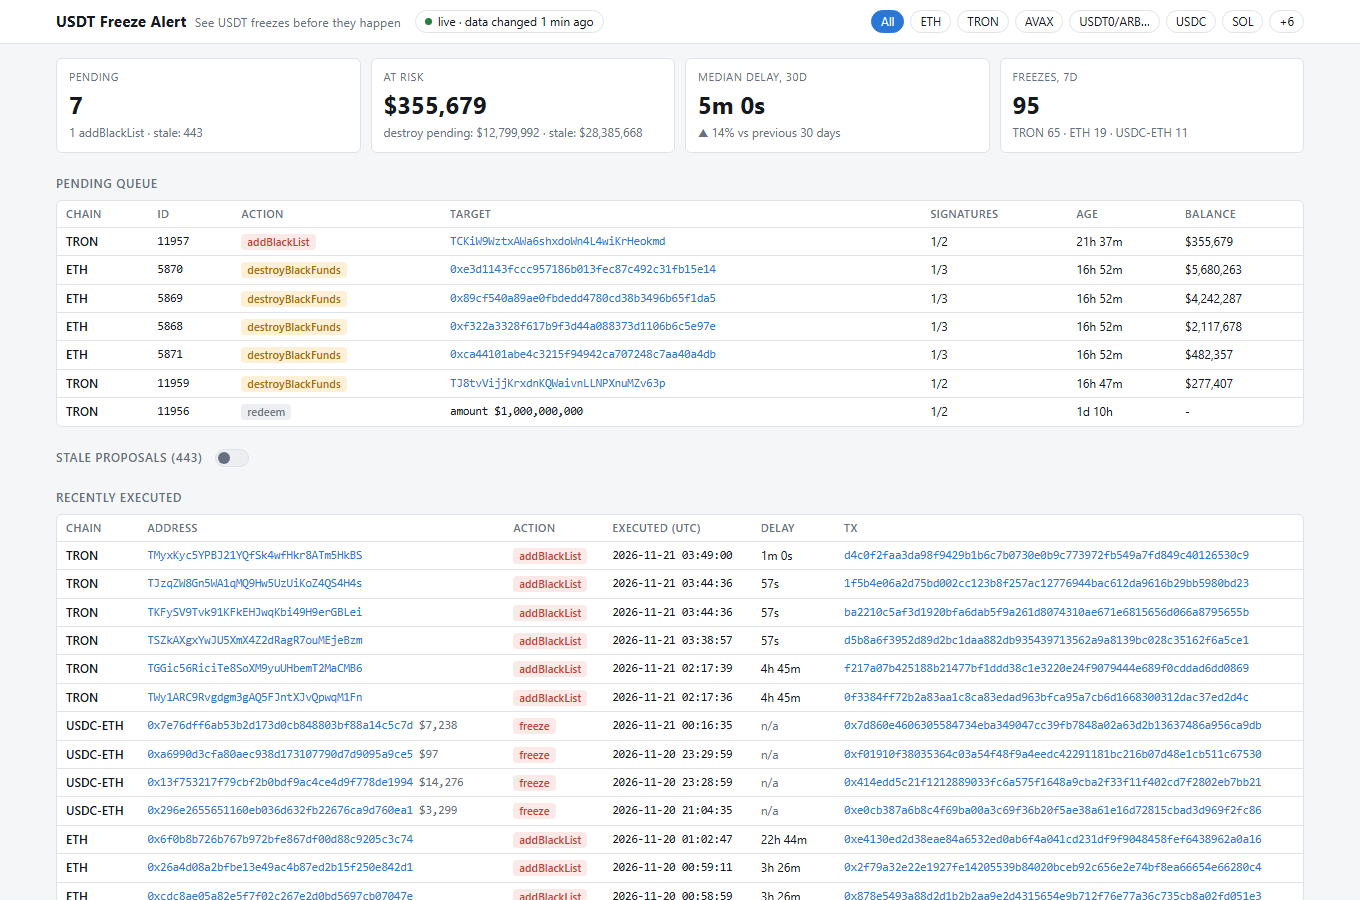 USDT Freeze Alert See USDT freezes before they happen live · data changed 1 min ago All ETH TRON AVAX USDT0/ARB... USDC SOL +6
PENDING
7
1 addBlackList · stale: 443
AT RISK
$355,679
destroy pending: $12,799,992 · stale: $28,385,668
MEDIAN DELAY, 30D
5m 0s
▲ 14% vs previous 30 days
FREEZES, 7D
95
TRON 65 · ETH 19 · USDC-ETH 11
PENDING QUEUE
CHAIN ID ACTION TARGET SIGNATURES AGE BALANCE
TRON 11957 addBlackList TCKiW9WztxAWa6shxdoWn4L4wiKrHeokmd 1/2 21h 37m $355,679
ETH 5870 destroyBlackFunds 0xe3d1143fccc957186b013fec87c492c31fb15e14 1/3 16h 52m $5,680,263
ETH 5869 destroyBlackFunds 0x89cf540a89ae0fbdedd4780cd38b3496b65f1da5 1/3 16h 52m $4,242,287
ETH 5868 destroyBlackFunds 0xf322a3328f617b9f3d44a088373d1106b6c5e97e 1/3 16h 52m $2,117,678
ETH 5871 destroyBlackFunds 0xca44101abe4c3215f94942ca707248c7aa40a4db 1/3 16h 52m $482,357
TRON 11959 destroyBlackFunds TJ8tvVijjKrxdnKQWaivnLLNPXnuMZv63p 1/2 16h 47m $277,407
TRON 11956 redeem amount $1,000,000,000 1/2 1d 10h -
STALE PROPOSALS (443)
RECENTLY EXECUTED
CHAIN ADDRESS ACTION EXECUTED (UTC) DELAY TX
TRON TMyxKyc5YPBJ21YQfSk4wfHkr8ATm5HkBS addBlackList 2026-11-21 03:49:00 1m 0s d4c0f2faa3da98f9429b1b6c7b0730e0b9c773972fb549a7fd849c40126530c9
TRON TJzqZW8Gn5WA1qMQ9Hw5UzUiKoZ4QS4H4s addBlackList 2026-11-21 03:44:36 57s 1f5b4e06a2d75bd002cc123b8f257ac12776944bac612da9616b29bb5980bd23
TRON TKFySV9Tvk91KFkEHJwqKbi49H9erGBLei addBlackList 2026-11-21 03:44:36 57s ba2210c5af3d1920bfa6dab5f9a261d8074310ae671e6815656d066a8795655b
TRON TSZkAXgxYwJU5XmX4Z2dRagR7ouMEjeBzm addBlackList 2026-11-21 03:38:57 57s d5b8a6f3952d89d2bc1daa882db935439713562a9a8139bc028c35162f6a5ce1
TRON TGGic56RiciTe8SoXM9yuUHbemT2MaCMB6 addBlackList 2026-11-21 02:17:39 4h 45m f217a07b425188b21477bf1ddd38c1e3220e24f9079444e689f0cddad6dd0869
TRON TWy1ARC9Rvgdgm3gAQ5FJntXJvQpwqM1Fn addBlackList 2026-11-21 02:17:36 4h 45m 0f3384ff72b2a83aa1c8ca83edad963bfca95a7cb6d1668300312dac37ed2d4c
USDC-ETH 0x7e76dff6ab53b2d173d0cb848803bf88a14c5c7d $7,238 freeze 2026-11-21 00:16:35 n/a 0x7d860e4606305584734eba349047cc39fb7848a02a63d2b13637486a956ca9db
USDC-ETH 0xa6990d3cfa80aec938d173107790d7d9095a9ce5 $97 freeze 2026-11-20 23:29:59 n/a 0xf01910f38035364c03a54f48f9a4eedc42291181bc216b07d48e1cb511c67530
USDC-ETH 0x13f753217f79cbf2b0bdf9ac4ce4d9f778de1994 $14,276 freeze 2026-11-20 23:28:59 n/a 0x414edd5c21f1212889033fc6a575f1648a9cba2f33f11f402cd7f2802eb7bb21
USDC-ETH 0x296e2655651160eb036d632fb22676ca9d760ea1 $3,299 freeze 2026-11-20 21:04:35 n/a 0xe0cb387a6b8c4f69ba00a3c69f36b20f5ae38a61e16d72815cbad3d969f2fc86
ETH 0x6f0b8b726b767b972bfe867df00d88c9205c3c74 addBlackList 2026-11-20 01:02:47 22h 44m 0xe4130ed2d38eae84a6532ed0ab6f4a041cd231df9f9048458fef6438962a0a16
ETH 0x26a4d08a2bfbe13e49ac4b87ed2b15f250e842d1 addBlackList 2026-11-20 00:59:11 3h 26m 0x2f79a32e22e1927fe14205539b84020bceb92c656e2e74bf8ea66654e66280c4
ETH 0xcdc8ae05a82e5f7f02c267e2d0bd5697cb07047e addBlackList 2026-11-20 00:58:59 3h 26m 0x878e5493a88d2d1b2b2aa9e2d4315654e9b712f76e77a36c735cb8a02fd051e3